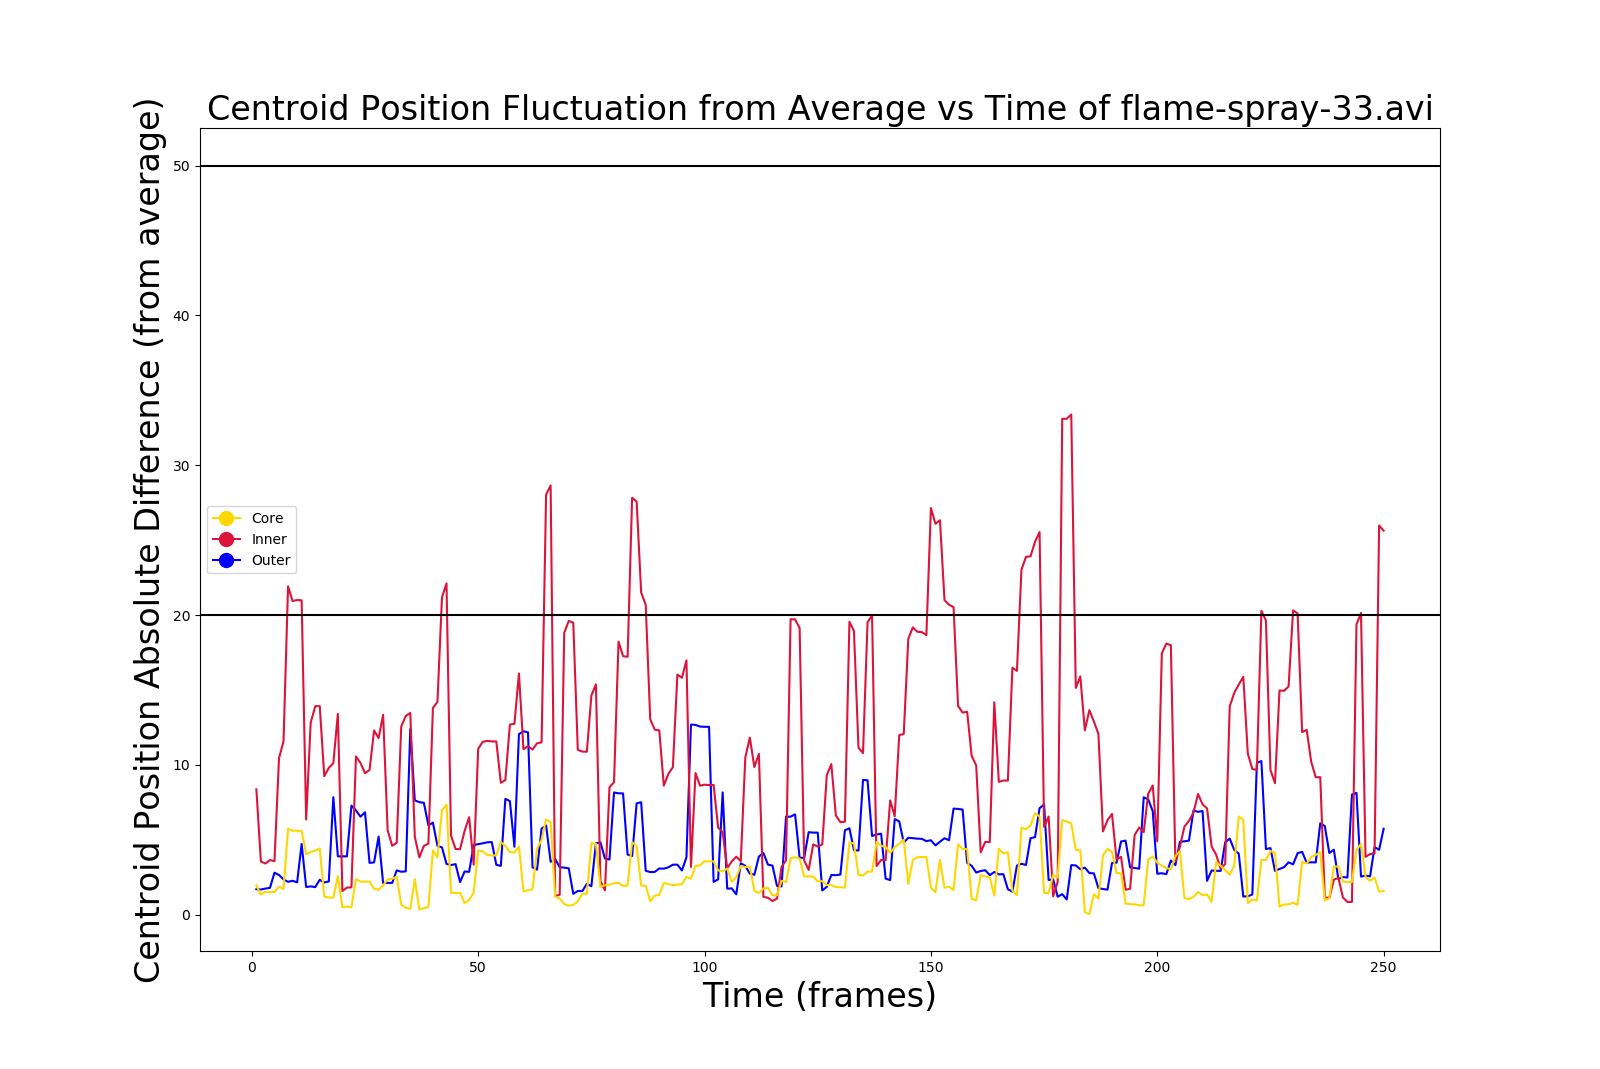 Centroid Position Fluctuation from Average vs Time of flame-spray-33.avi
Centroid Position Absolute Difference (from average)
50
40
30
20
10
0
Core
Inner
Outer
0 50 100 150 200 250
Time (frames)